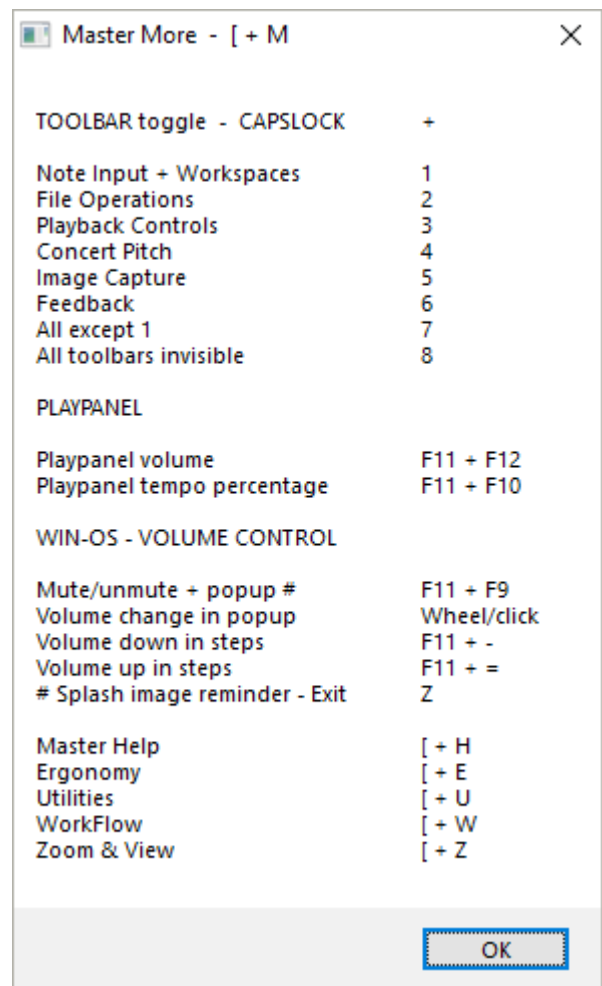 Master More - [ + M
TOOLBAR toggle - CAPSLOCK +
Note Input + Workspaces 1
File Operations 2
Playback Controls 3
Concert Pitch 4
Image Capture 5
Feedback 6
All except 1 7
All toolbars invisible 8
PLAYPANEL
Playpanel volume F11 + F12
Playpanel tempo percentage F11 + F10
WIN-OS - VOLUME CONTROL
Mute/unmute + popup # F11 + F9
Volume change in popup Wheel/click
Volume down in steps F11 + -
Volume up in steps F11 + =
# Splash image reminder - Exit Z
Master Help [ + H
Ergonomy [ + E
Utilities [ + U
WorkFlow [ + W
Zoom & View [ + Z
OK